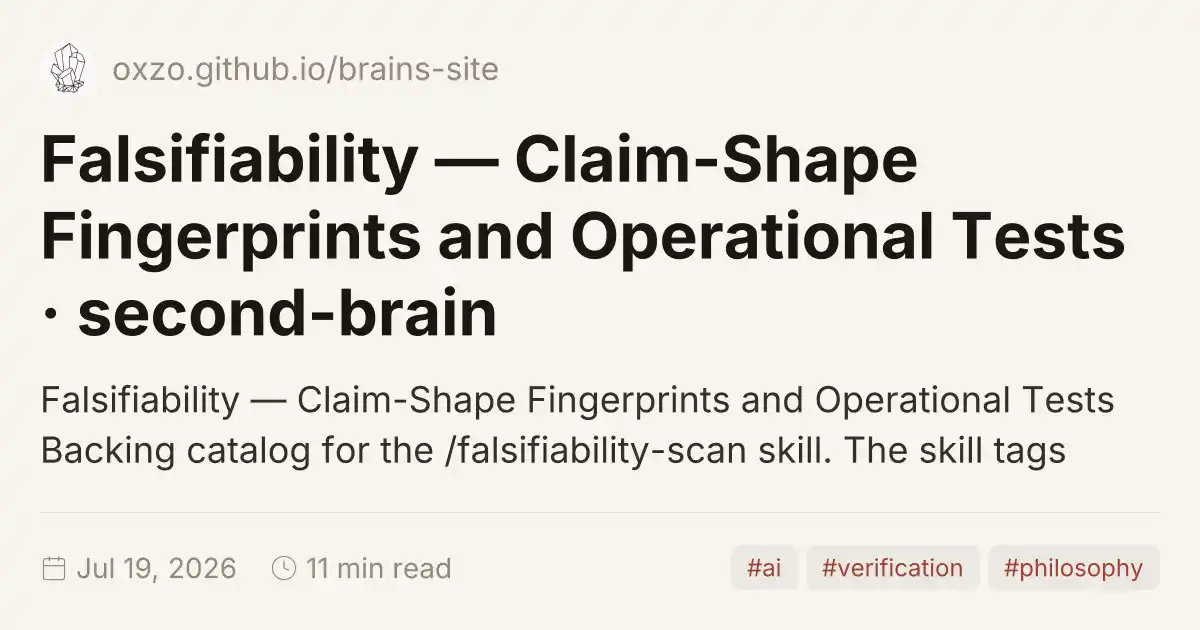 oxzo.github.io/brains-site
Falsifiability — Claim-Shape
Fingerprints and Operational Tests
· second-brain
Falsifiability — Claim-Shape Fingerprints and Operational Tests
Backing catalog for the /falsifiability-scan skill. The skill tags
Jul 19, 2026 11 min read #ai #verification #philosophy